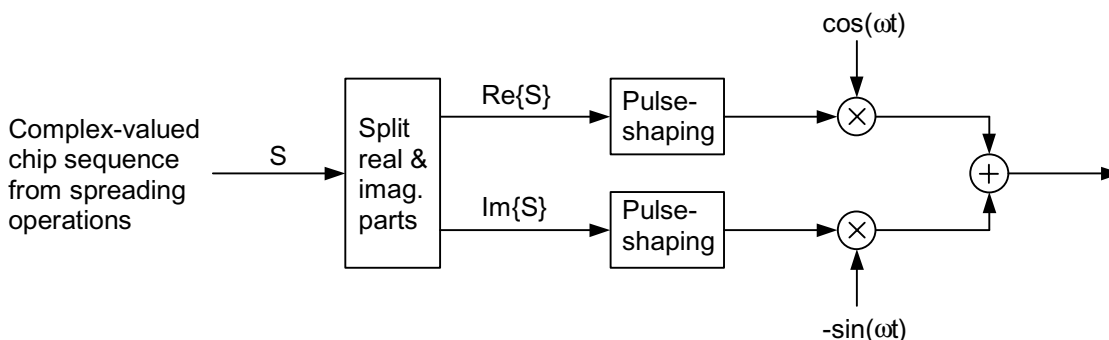 cos(ωt)
Complex-valued
chip sequence
from spreading
operations
S
Split
real &
imag.
parts
Re{S}
Pulse-
shaping
Im{S}
Pulse-
shaping
-sin(ωt)